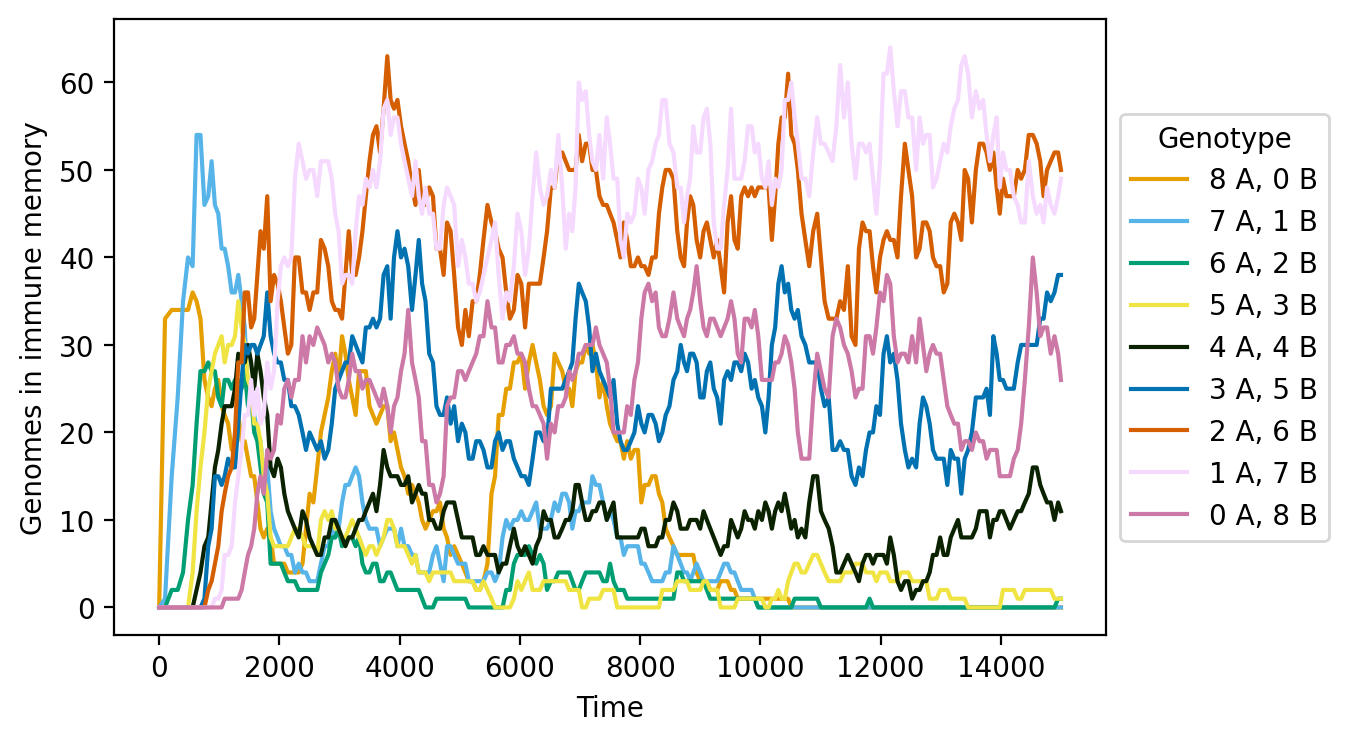 Genomes in immune memory
60
50
40
30
20
10
0
0
2000
4000
6000
8000
10000
12000
14000
Time
Genotype
8 A, 0 B
7 A, 1 B
6 A, 2 B
5 A, 3 B
4 A, 4 B
3 A, 5 B
2 A, 6 B
1 A, 7 B
0 A, 8 B